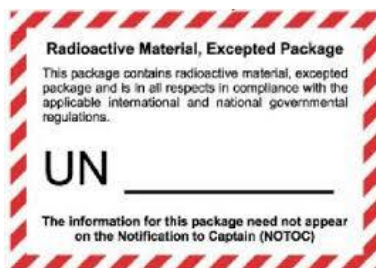 Radioactive Material, Excepted Package
This package contains radioactive material, excepted
package and is in all respects in compliance with the
applicable international and national governmental
regulations.
UN
The information for this package need not appear
on the Notification to Captain (NOTOC)